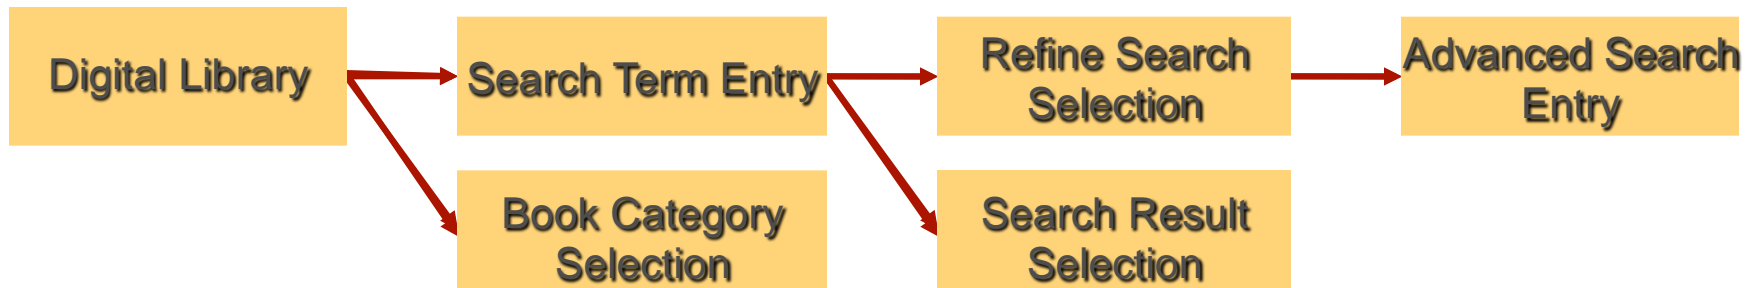 Digital Library
Search Term Entry
Refine Search
Selection
Advanced Search
Entry
Book Category
Selection
Search Result
Selection